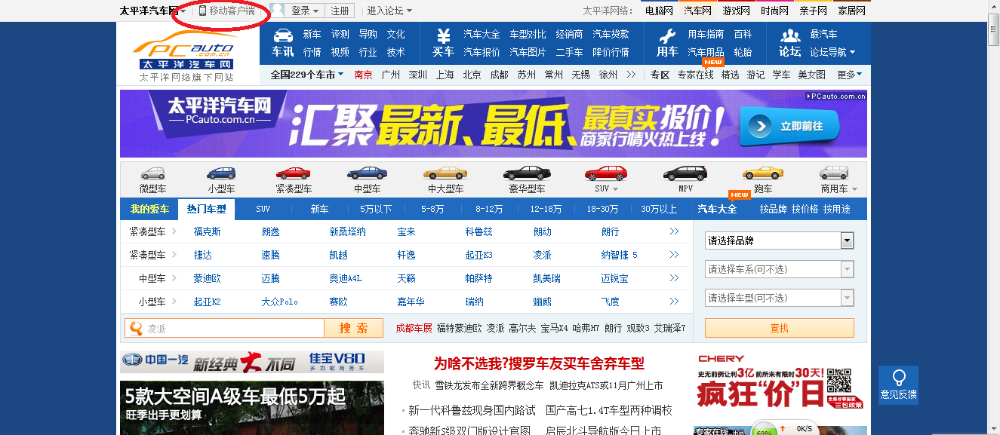 太平洋汽车网 移动客户端 登录 注册 进入论坛 太平洋网络: 电脑网 汽车网 游戏网 时尚网 亲子网 家居网
PCauto
.com.cn
太平洋汽车网
太平洋网络旗下网站
车讯 新车 评测 导购 文化
行情 视频 行业 技术
买车 汽车大全 车型对比 经销商 汽车贷款
汽车报价 汽车图片 二手车 降价行情
用车 用车指南 百科
汽车用品 轮胎
论坛 最汽车
论坛导航
NEW
全国229个车市 南京 广州 深圳 上海 北京 成都 苏州 常州 无锡 徐州 >> 专区 专家在线 精选 游记 学车 美女图 更多
太平洋汽车网
PCauto.com.cn
汇聚最新、最低、最真实报价!
商家行情火热上线!
立即前往
PCauto.com.cn
微型车 小型车 紧凑型车 中型车 中大型车 豪华型车 SUV MPV 跑车 商用车
NEW
我的爱车 热门车型 SUV 新车 5万以下 5-8万 8-12万 12-18万 18-30万 30万以上 汽车大全 按品牌 按价格 按用途
紧凑型车 福克斯 朗逸 新桑塔纳 宝来 科鲁兹 朗动 朗行 >>
紧凑型车 捷达 速腾 凯越 轩逸 起亚K3 凌派 纳智捷 5 >>
中型车 蒙迪欧 迈腾 奥迪A4L 天籁 帕萨特 凯美瑞 迈锐宝 >>
小型车 起亚K2 大众Polo 赛欧 嘉年华 瑞纳 骊威 飞度 >>
请选择品牌
请选择车系(可不选)
请选择车型(可不选)
查找
凌派 搜 索 成都车展 福特蒙迪欧 凌派 高尔夫 宝马X4 哈弗H7 朗行 观致3 艾瑞泽7
中国一汽 新经典大不同 佳宝V80
多功能商务车
5款大空间A级车最低5万起
旺季出手更划算
为啥不选我?搜罗车友买车舍弃车型
快讯 雪铁龙发布全新跨界概念车 凯迪拉克ATS或11月广州上市
新一代科鲁兹现身国内路试 国产高七1.4T车型两种调校
奔驰新S级双门版设计官图 启辰北斗导航版今日上市
CHERY
史无前例让利3亿 前所未有限时30天!
疯狂'价'日
全系尽享国家
三包政策
专家在线 出品
69% 0K/S
意见反馈